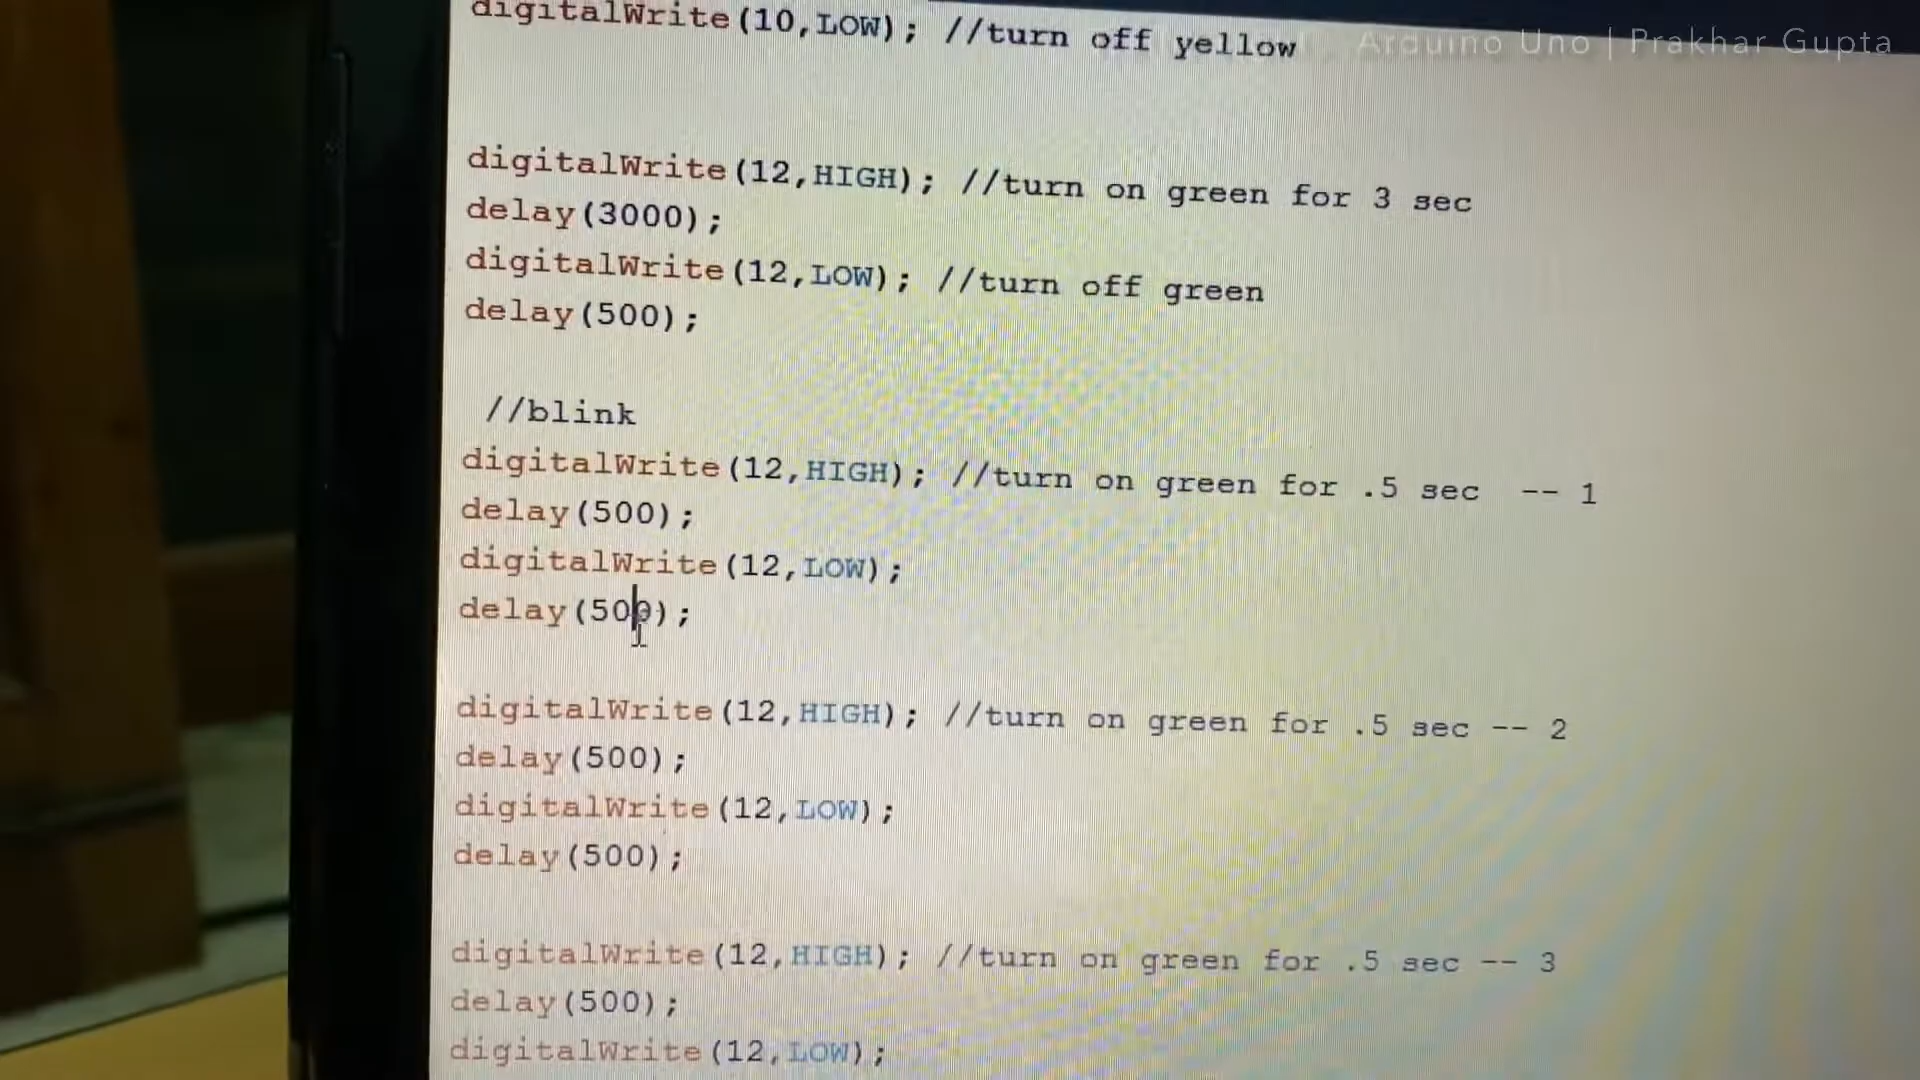 digitalWrite(10,LOW); //turn off yellow
Arduino Uno | Prakhar Gupta
digitalWrite(12,HIGH); //turn on green for 3 sec
delay(3000);
digitalWrite(12,LOW); //turn off green
delay(500);
//blink
digitalWrite(12,HIGH); //turn on green for .5 sec  -- 1
delay(500);
digitalWrite(12,LOW);
delay(500);
digitalWrite(12,HIGH); //turn on green for .5 sec -- 2
delay(500);
digitalWrite(12,LOW);
delay(500);
digitalWrite(12,HIGH); //turn on green for .5 sec -- 3
delay(500);
digitalWrite(12,LOW);